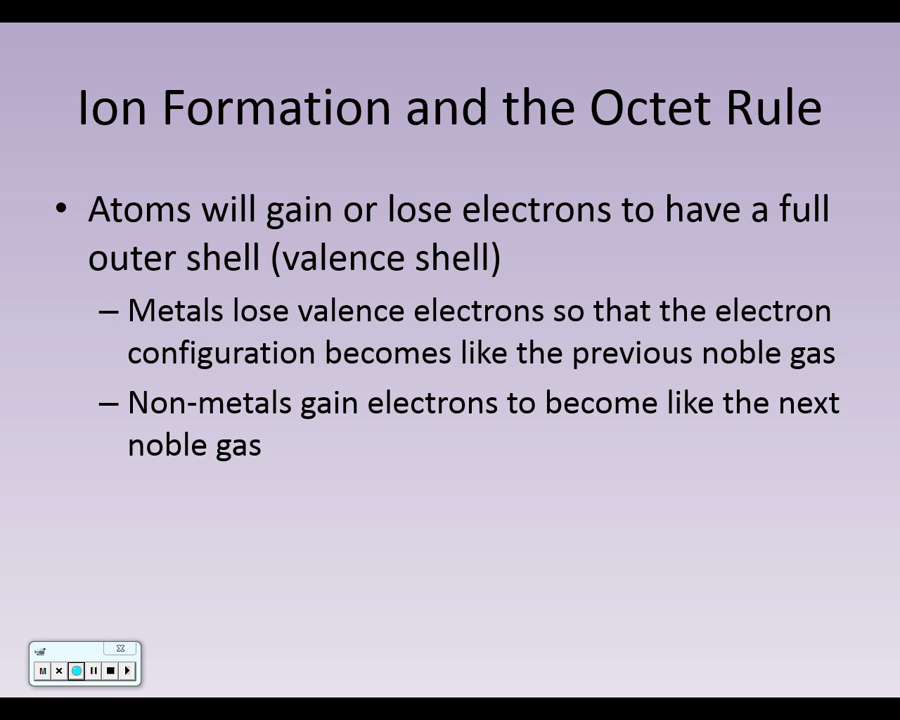 Ion Formation and the Octet Rule
• Atoms will gain or lose electrons to have a full
outer shell (valence shell)
– Metals lose valence electrons so that the electron
configuration becomes like the previous noble gas
– Non-metals gain electrons to become like the next
noble gas
M